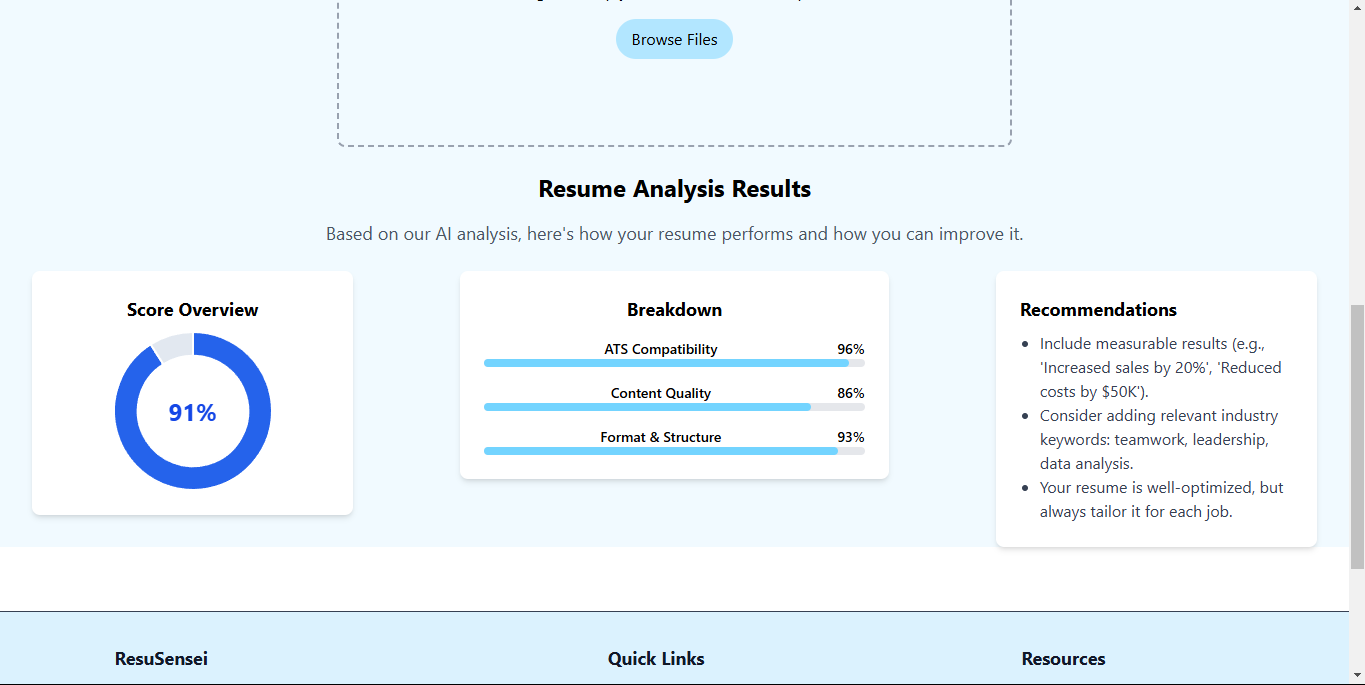 Browse Files
Resume Analysis Results
Based on our AI analysis, here's how your resume performs and how you can improve it.
Score Overview
91%
Breakdown
ATS Compatibility 96%
Content Quality 86%
Format & Structure 93%
Recommendations
• Include measurable results (e.g.,
'Increased sales by 20%', 'Reduced
costs by $50K').
• Consider adding relevant industry
keywords: teamwork, leadership,
data analysis.
• Your resume is well-optimized, but
always tailor it for each job.
ResuSensei
Quick Links
Resources